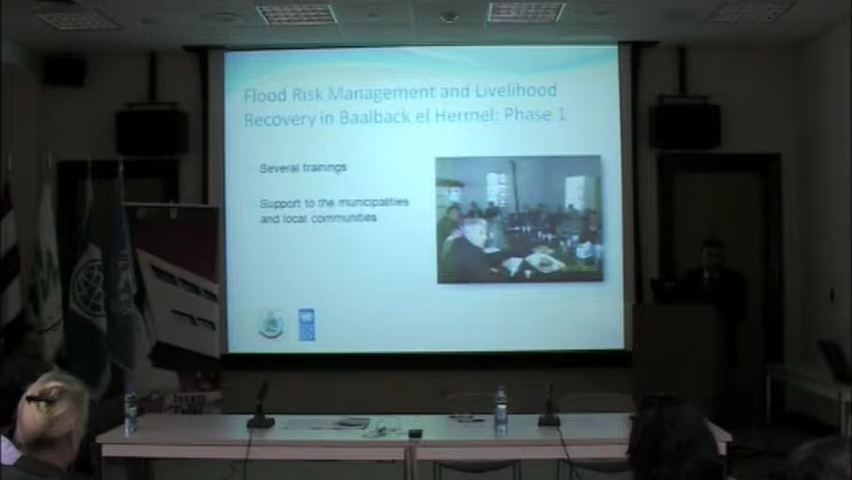 Flood Risk Management and Livelihood
Recovery in Baalback el Hermel: Phase 1
Several trainings
Support to the municipalities
and local communities